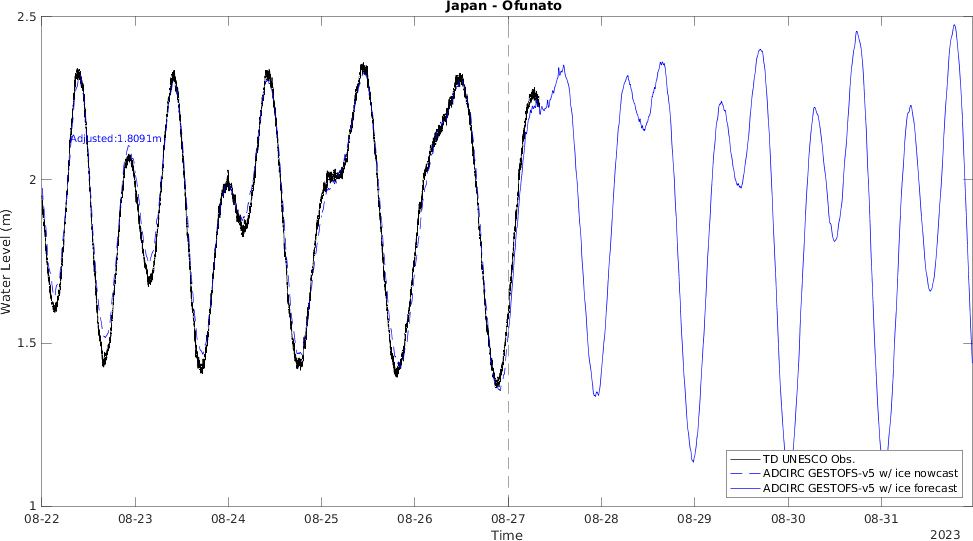 Japan - Ofunato
2.5
2
1.5
1
Water Level (m)
Adjusted:1.8091m
TD UNESCO Obs.
ADCIRC GESTOFS-v5 w/ ice nowcast
ADCIRC GESTOFS-v5 w/ ice forecast
08-22 08-23 08-24 08-25 08-26 08-27 08-28 08-29 08-30 08-31
Time
2023